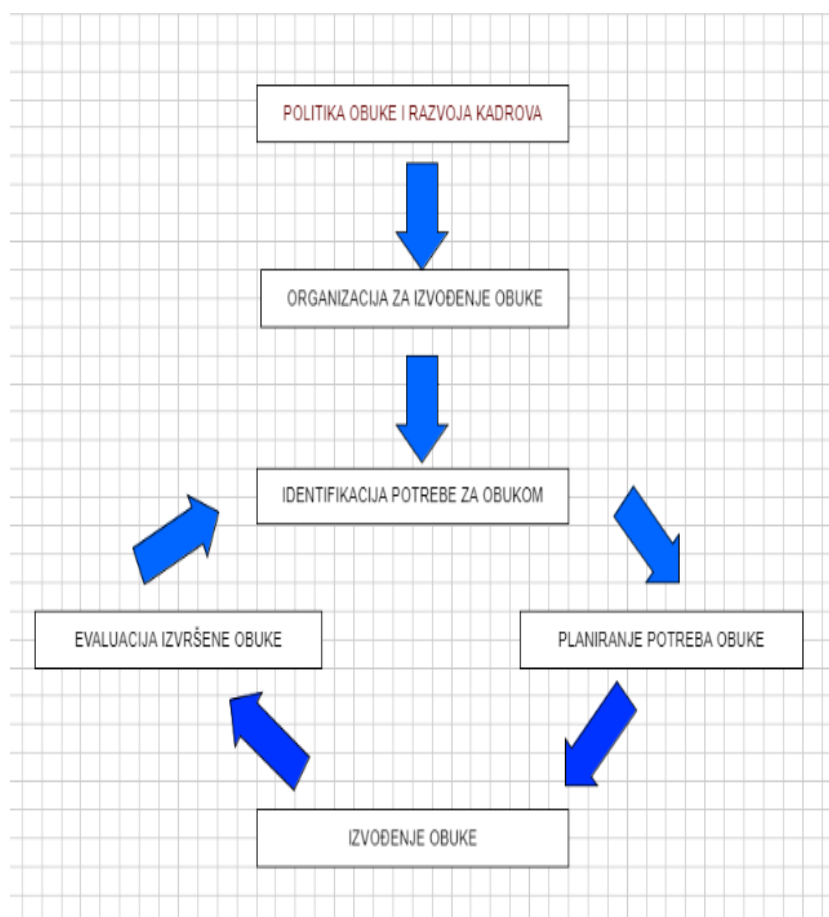 POLITIKA OBUKE I RAZVOJA KADROVA
ORGANIZACIJA ZA IZVOĐENJE OBUKE
IDENTIFIKACIJA POTREBE ZA OBUKOM
EVALUACIJA IZVRŠENE OBUKE
PLANIRANJE POTREBA OBUKE
IZVOĐENJE OBUKE